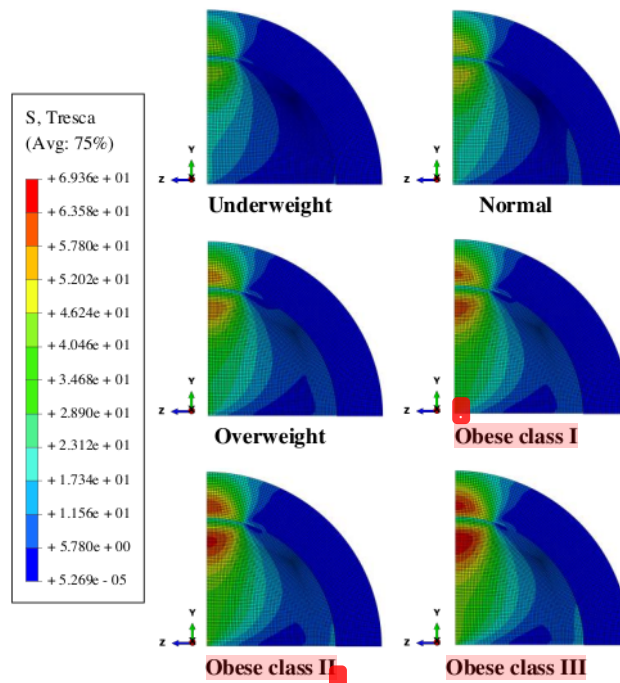 S, Tresca
(Avg: 75%)
+ 6.936e + 01
+ 6.358e + 01
+ 5.780e + 01
+ 5.202e + 01
+ 4.624e + 01
+ 4.046e + 01
+ 3.468e + 01
+ 2.890e + 01
+ 2.312e + 01
+ 1.734e + 01
+ 1.156e + 01
+ 5.780e + 00
+ 5.269e - 05
Y
Z
X
Underweight
Y
Z
X
Normal
Y
Z
X
Overweight
Y
Z
X
Obese class I
Y
Z
X
Obese class II
Y
Z
X
Obese class III